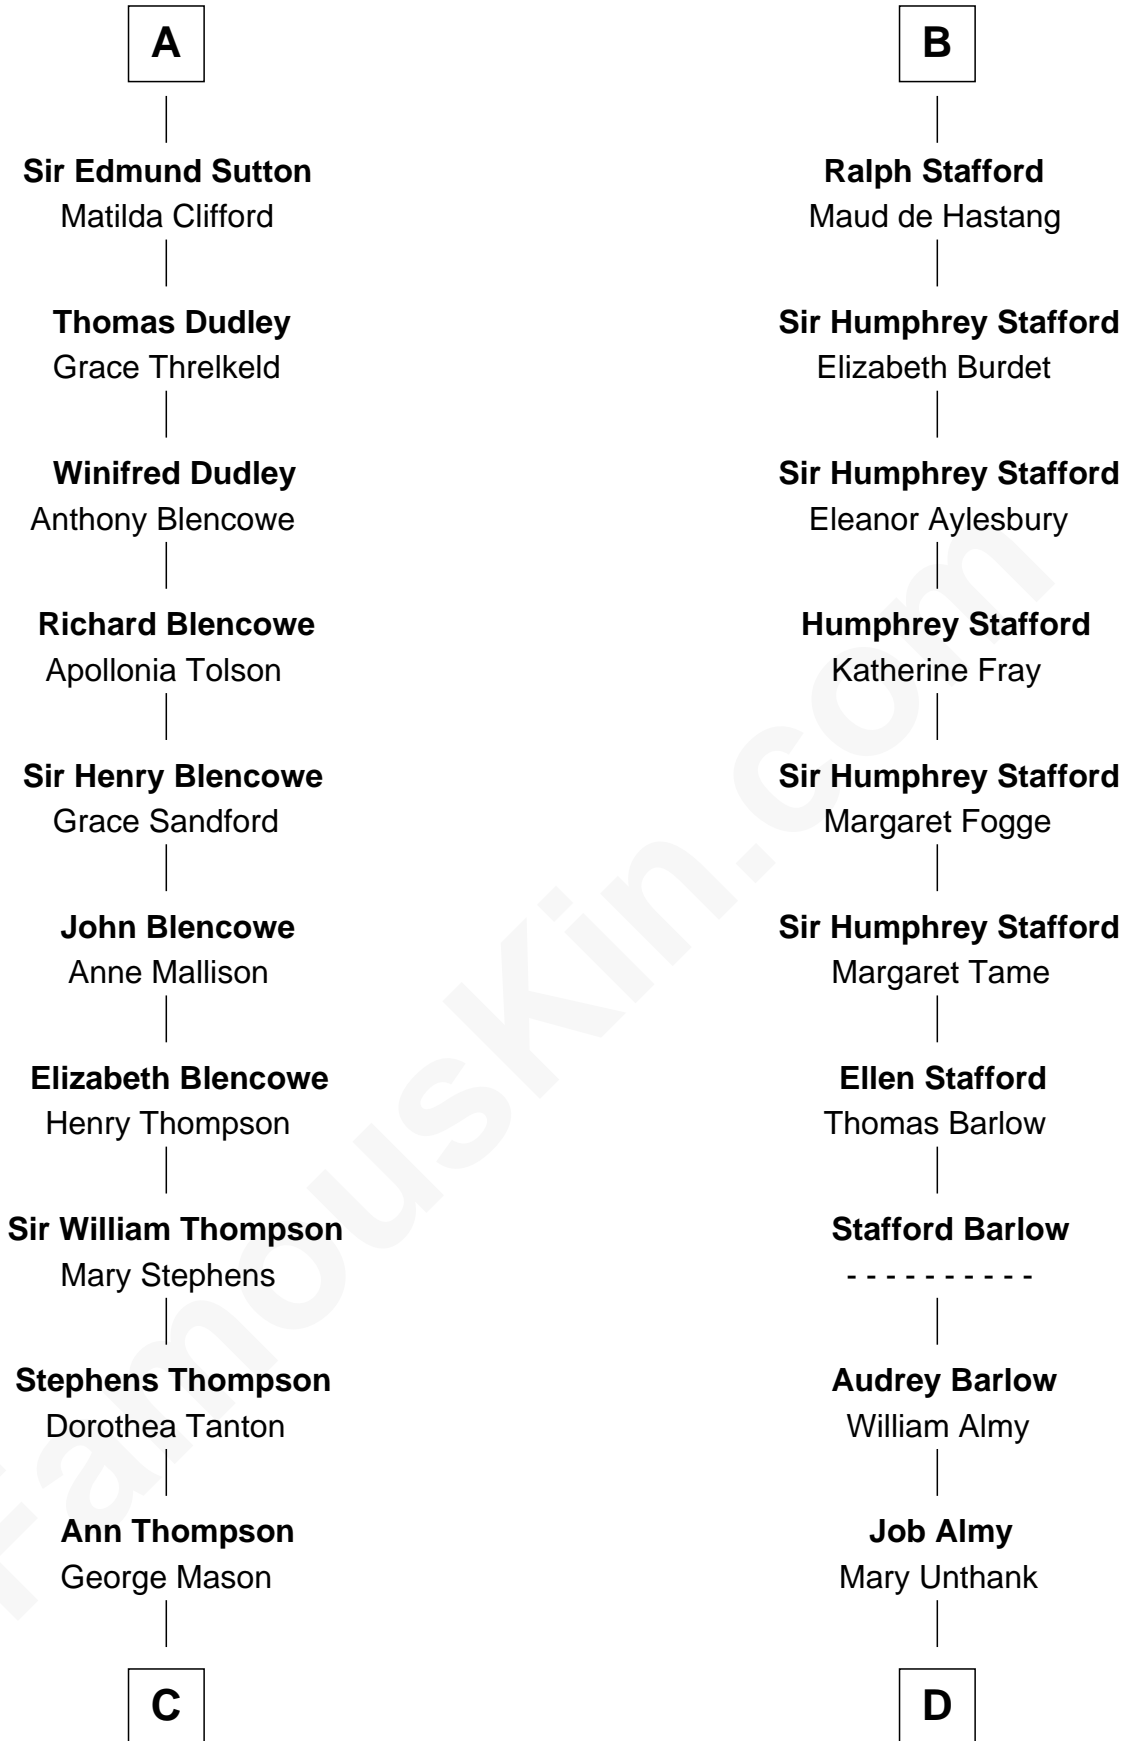 A
Sir Edmund Sutton
Matilda Clifford
Thomas Dudley
Grace Threlkeld
Winifred Dudley
Anthony Blencowe
Richard Blencowe
Apollonia Tolson
Sir Henry Blencowe
Grace Sandford
John Blencowe
Anne Mallison
Elizabeth Blencowe
Henry Thompson
Sir William Thompson
Mary Stephens
Stephens Thompson
Dorothea Tanton
Ann Thompson
George Mason
C
B
Ralph Stafford
Maud de Hastang
Sir Humphrey Stafford
Elizabeth Burdet
Sir Humphrey Stafford
Eleanor Aylesbury
Humphrey Stafford
Katherine Fray
Sir Humphrey Stafford
Margaret Fogge
Sir Humphrey Stafford
Margaret Tame
Ellen Stafford
Thomas Barlow
Stafford Barlow
- - - - - - - - - -
Audrey Barlow
William Almy
Job Almy
Mary Unthank
D
FamousKin.com